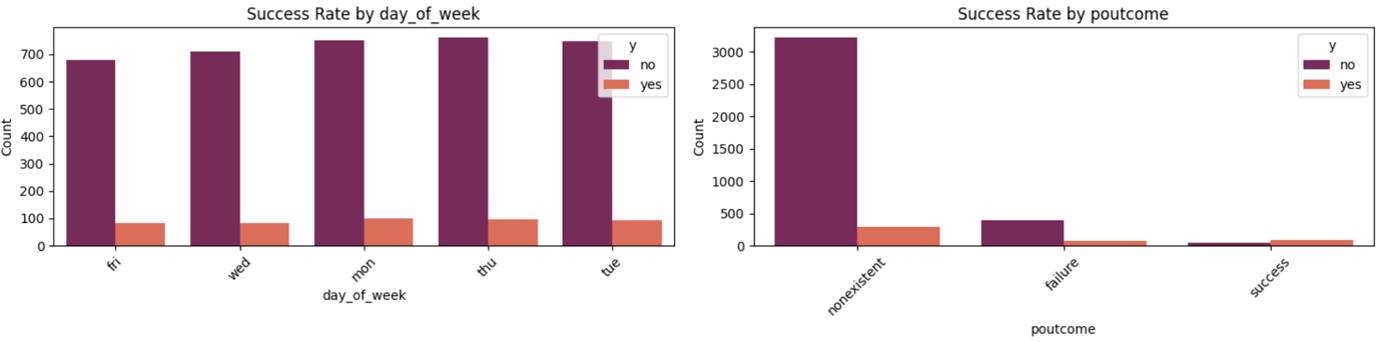 Success Rate by day_of_week
Count
700
600
500
400
300
200
100
0
y
no
yes
fri
wed
mon
thu
tue
day_of_week
Success Rate by poutcome
Count
3000
2500
2000
1500
1000
500
0
y
no
yes
nonexistent
failure
success
poutcome